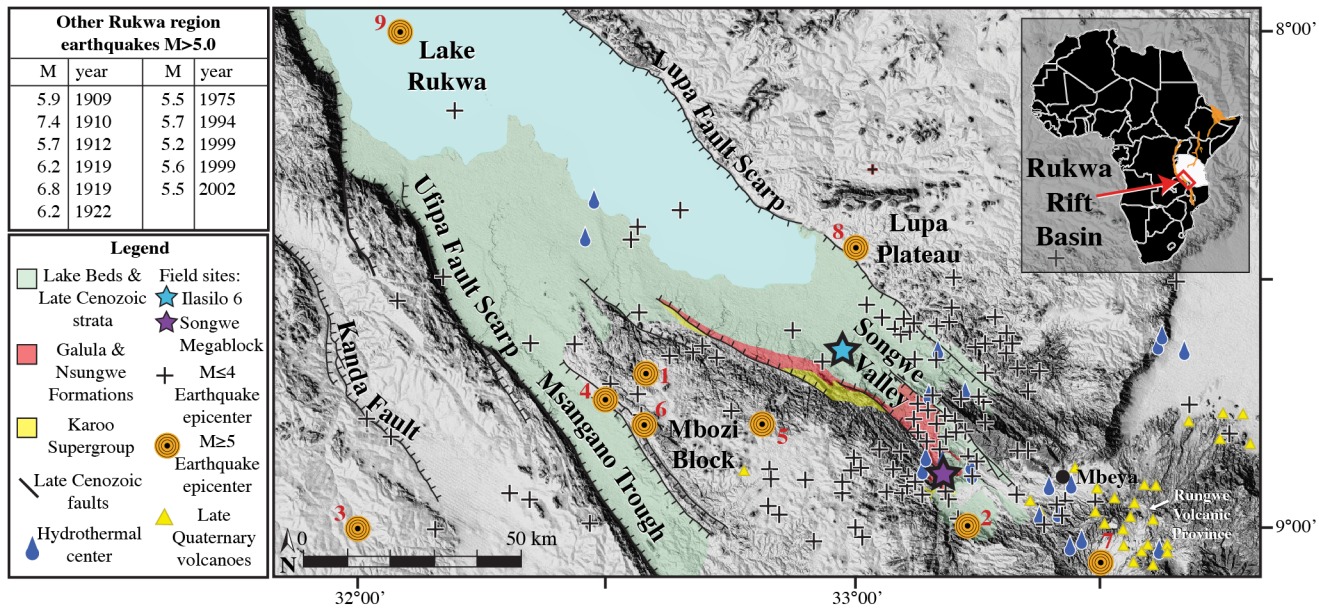 Other Rukwa region
earthquakes M>5.0
M year M year
5.9 1909 5.5 1975
7.4 1910 5.7 1994
5.7 1912 5.2 1999
6.2 1919 5.6 1999
6.8 1919 5.5 2002
6.2 1922
Legend
Lake Beds &
Late Cenozoic
strata
Galula &
Nsungwe
Formations
Karoo
Supergroup
Late Cenozoic
faults
Hydrothermal
center
Field sites:
Ilasilo 6
Songwe
Megablock
M≤4
Earthquake
epicenter
M≥5
Earthquake
epicenter
Late
Quaternary
volcanoes
9
Lake
Rukwa
Lupa Fault Scarp
Rukwa
Rift
Basin
8
Lupa
Plateau
Ufipa Fault Scarp
Kanda Fault
Songwe
Valley
1
4
6
5
Mbozi
Block
Msangano Trough
Mbeya
Rungwe
Volcanic
Province
3
2
7
0
50 km
N
8°00'
9°00'
32°00'
33°00'